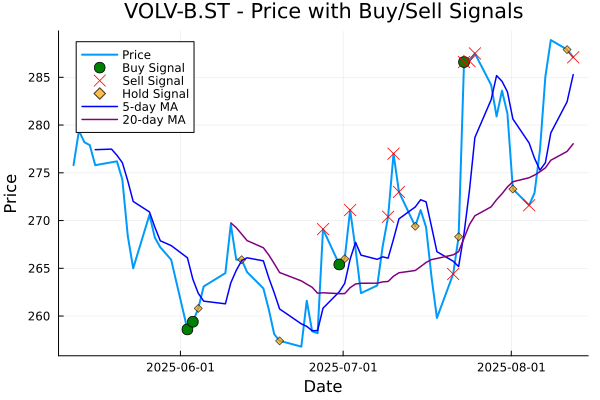 VOLV-B.ST - Price with Buy/Sell Signals
Price
Buy Signal
Sell Signal
Hold Signal
5-day MA
20-day MA
Price
285
280
275
270
265
260
2025-06-01
2025-07-01
2025-08-01
Date